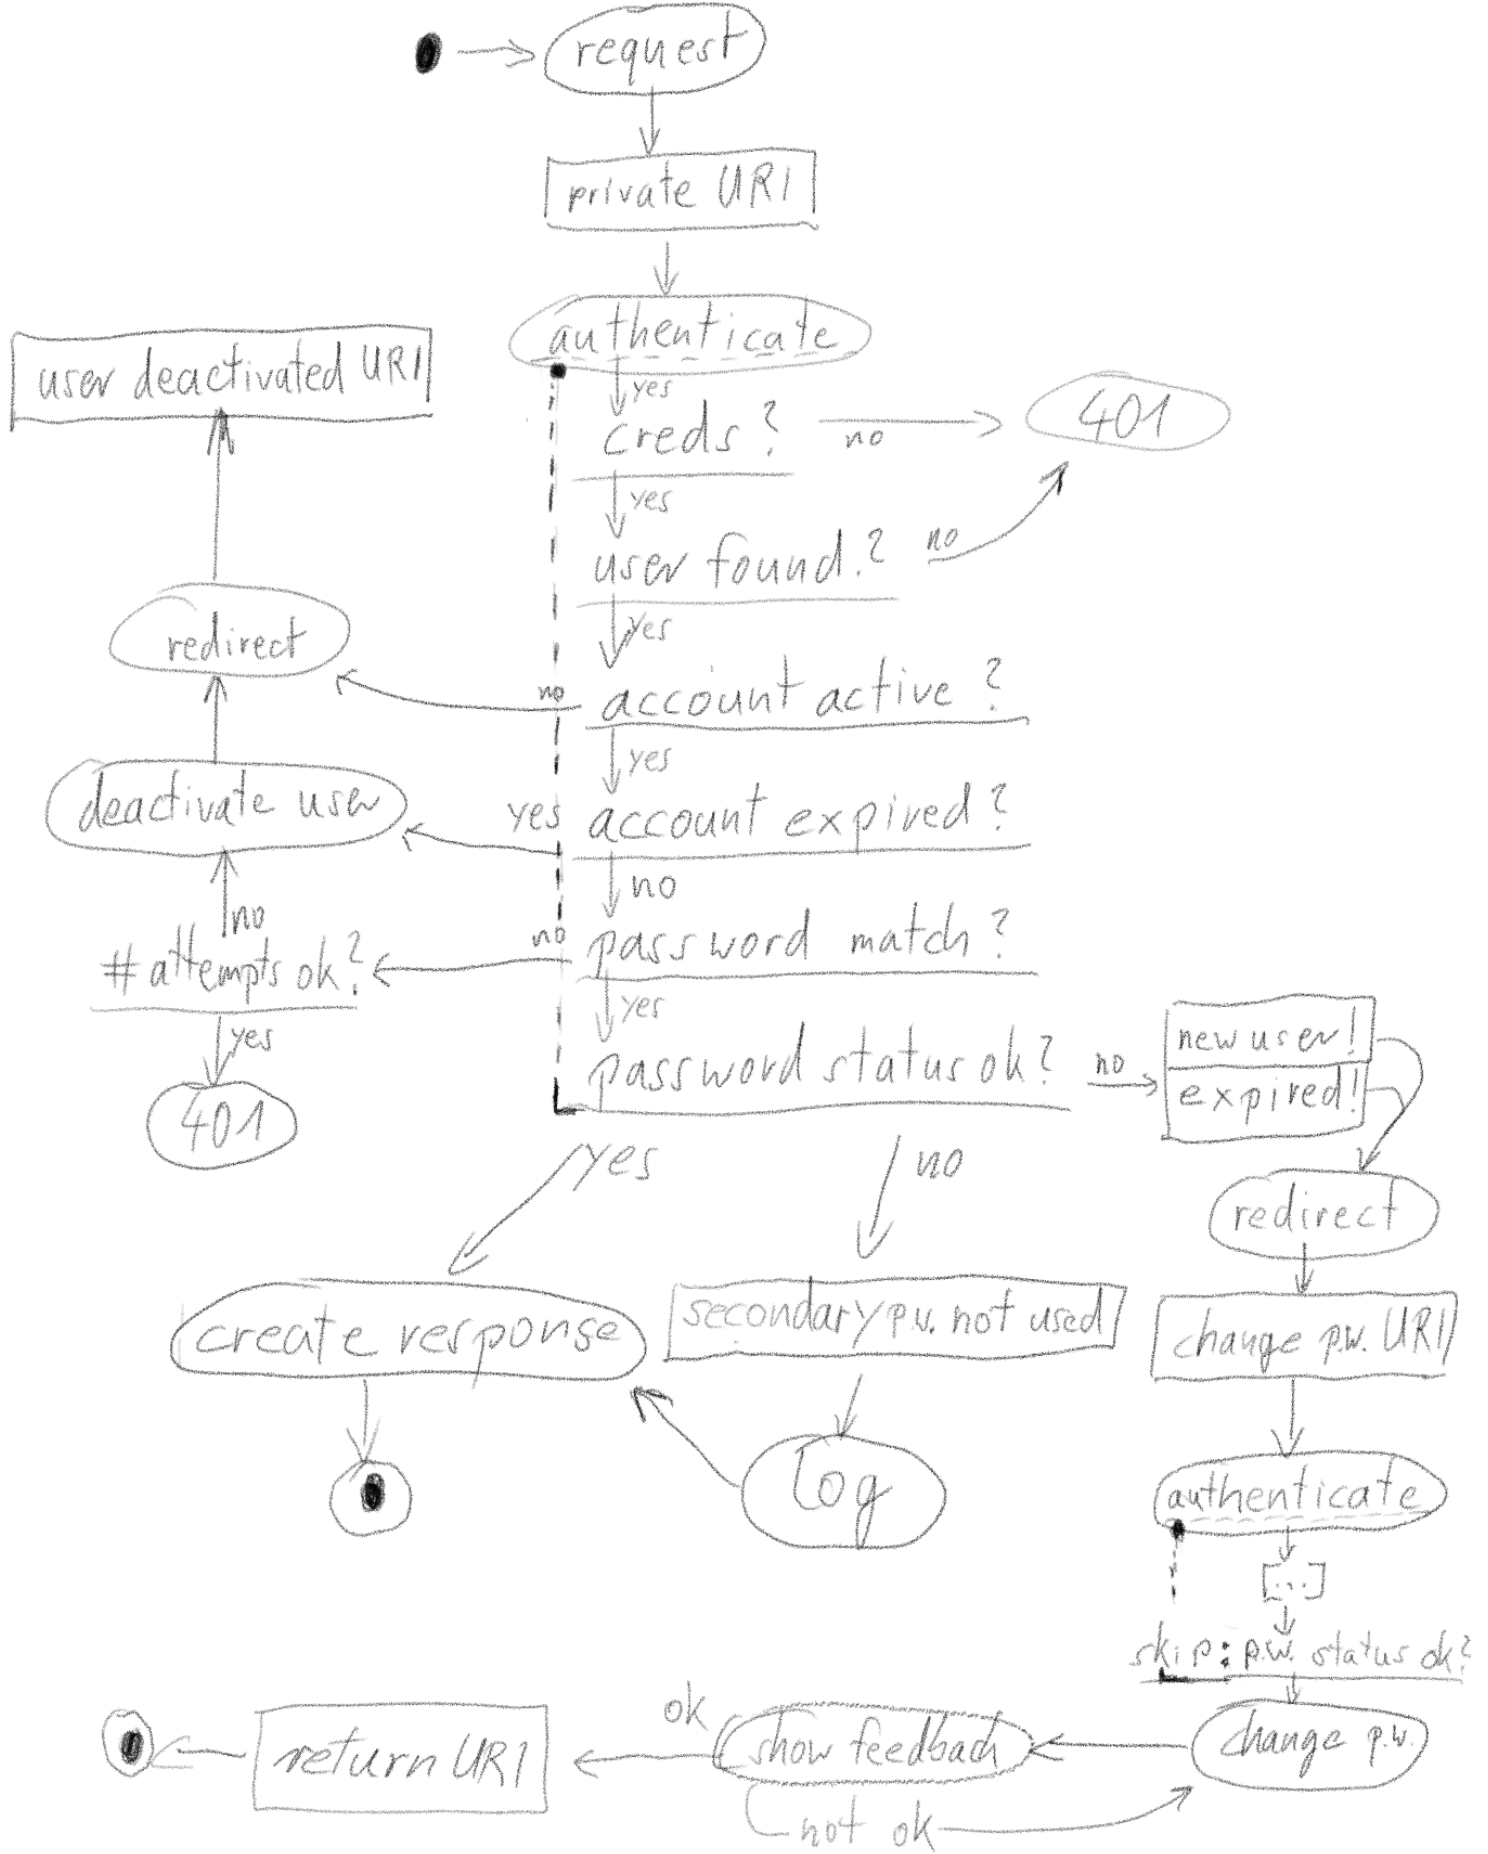 request
private URI
authenticate
user deactivated URI
yes
creds?
no
401
yes
user found?
no
yes
redirect
no
account active?
yes
deactivate user
yes
account expired?
no
no
password match?
no
#attempts ok?
yes
yes
401
password status ok?
no
new user!
expired!
yes
no
redirect
create response
secondary p.w. not used
change p.w. URI
log
authenticate
[...]
skip: p.w. status ok?
change p.w.
ok
show feedback
return URI
not ok